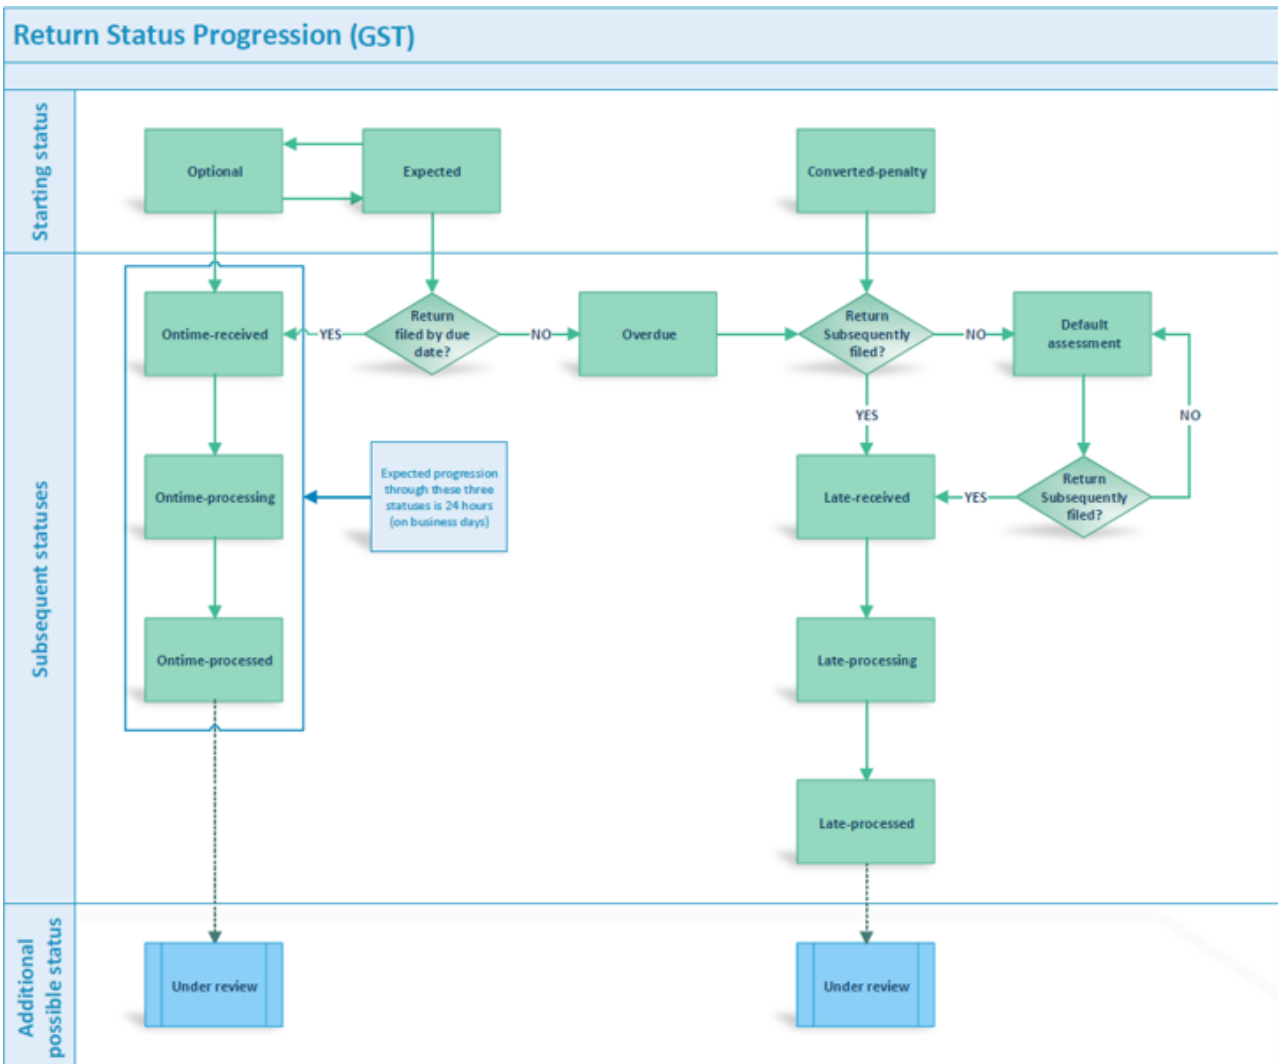 Return Status Progression (GST)
Starting status
Optional
Expected
Converted-penalty
Subsequent statuses
Ontime-received
YES
Return
filed by due
date?
NO
Overdue
Return
Subsequently
filed?
NO
Default
assessment
YES
NO
Ontime-processing
Expected progression
through these three
statuses is 24 hours
(on business days)
Late-received
YES
Return
Subsequently
filed?
Ontime-processed
Late-processing
Late-processed
Additional
possible status
Under review
Under review